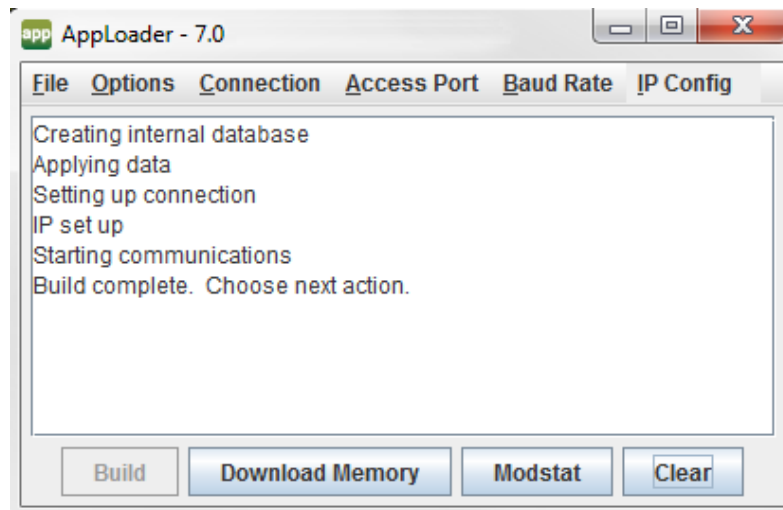 app AppLoader - 7.0
File Options Connection Access Port Baud Rate IP Config
Creating internal database
Applying data
Setting up connection
IP set up
Starting communications
Build complete.  Choose next action.
Build Download Memory Modstat Clear